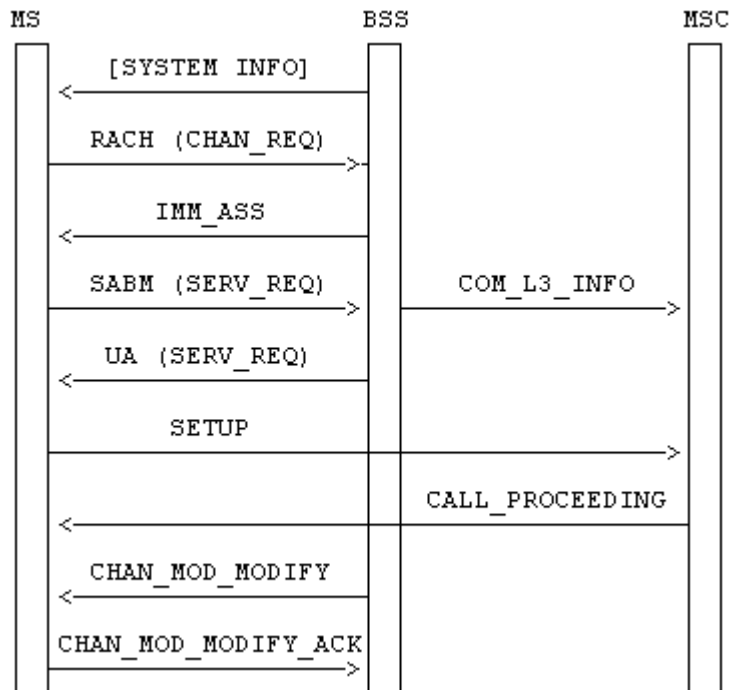 MS BSS MSC
[SYSTEM INFO]
RACH (CHAN_REQ)
IMM_ASS
SABM (SERV_REQ) COM_L3_INFO
UA (SERV_REQ)
SETUP
CALL_PROCEEDING
CHAN_MOD_MODIFY
CHAN_MOD_MODIFY_ACK